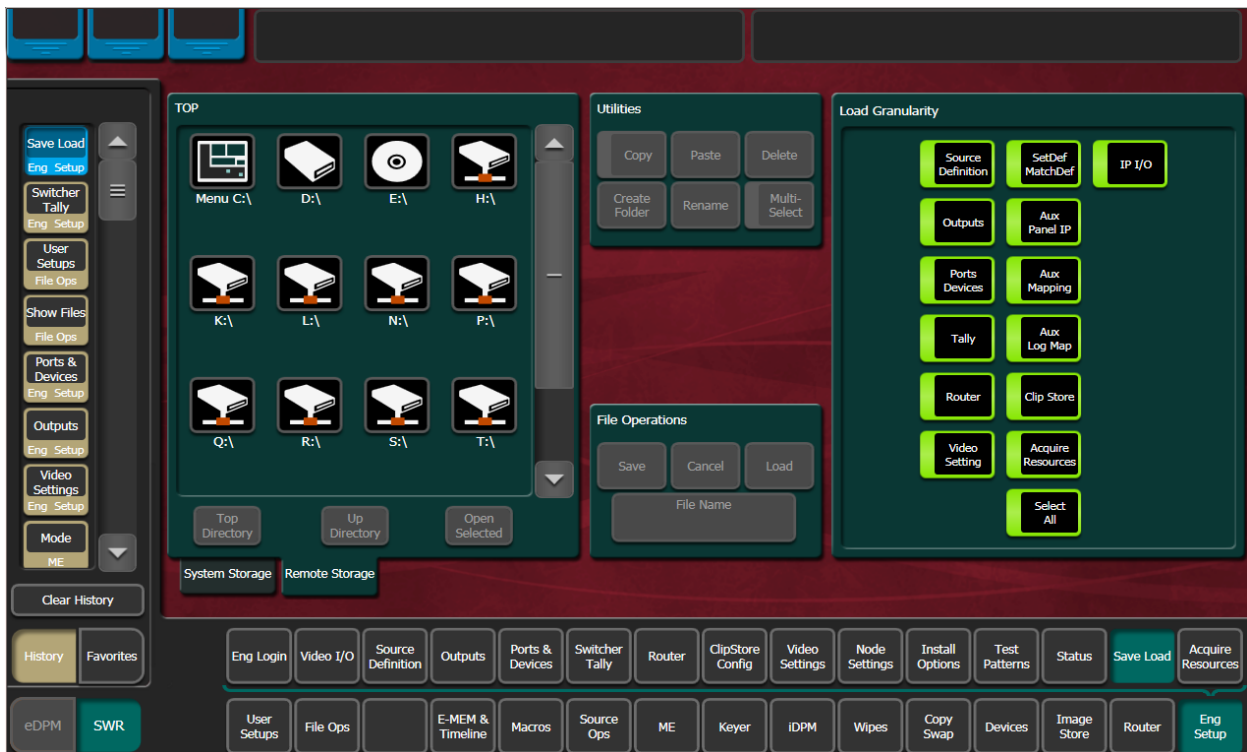 TOP
Utilities
Load Granularity
Save Load
Eng Setup
Switcher
Tally
Eng Setup
User
Setups
File Ops
Show Files
File Ops
Ports &
Devices
Eng Setup
Outputs
Eng Setup
Video
Settings
Eng Setup
Mode
ME
Clear History
History
Favorites
eDPM
SWR
Menu C:\
D:\
E:\
H:\
K:\
L:\
N:\
P:\
Q:\
R:\
S:\
T:\
Top
Directory
Up
Directory
Open
Selected
System Storage
Remote Storage
Copy
Paste
Delete
Create
Folder
Rename
Multi-
Select
File Operations
Save
Cancel
Load
File Name
Source
Definition
SetDef
MatchDef
IP I/O
Outputs
Aux
Panel IP
Ports
Devices
Aux
Mapping
Tally
Aux
Log Map
Router
Clip Store
Video
Setting
Acquire
Resources
Select
All
Eng Login
Video I/O
Source
Definition
Outputs
Ports &
Devices
Switcher
Tally
Router
ClipStore
Config
Video
Settings
Node
Settings
Install
Options
Test
Patterns
Status
Save Load
Acquire
Resources
User
Setups
File Ops
E-MEM &
Timeline
Macros
Source
Ops
ME
Keyer
iDPM
Wipes
Copy
Swap
Devices
Image
Store
Router
Eng
Setup